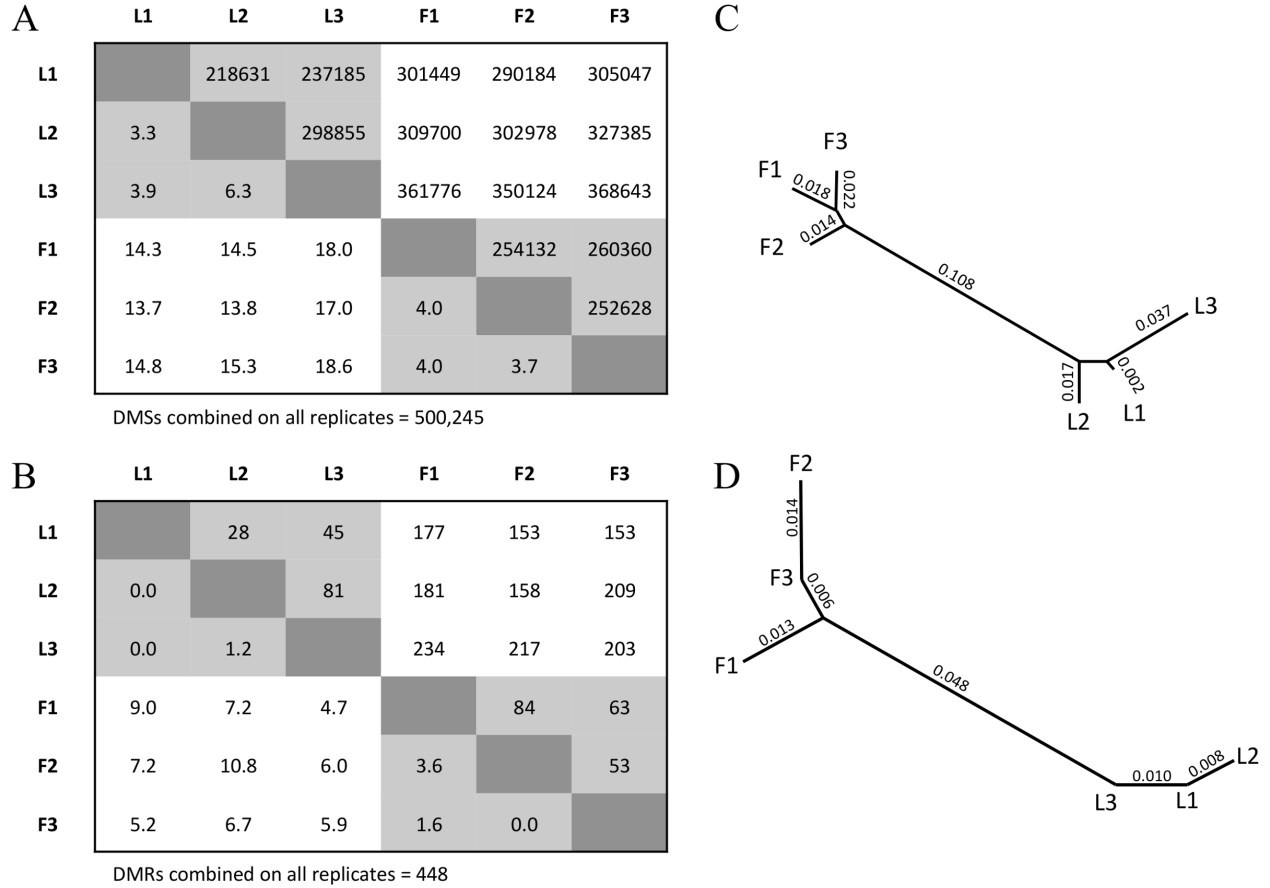 A
L1 L2 L3 F1 F2 F3
L1 218631 237185 301449 290184 305047
L2 3.3 298855 309700 302978 327385
L3 3.9 6.3 361776 350124 368643
F1 14.3 14.5 18.0 254132 260360
F2 13.7 13.8 17.0 4.0 252628
F3 14.8 15.3 18.6 4.0 3.7
DMSs combined on all replicates = 500,245
B
L1 L2 L3 F1 F2 F3
L1 28 45 177 153 153
L2 0.0 81 181 158 209
L3 0.0 1.2 234 217 203
F1 9.0 7.2 4.7 84 63
F2 7.2 10.8 6.0 3.6 53
F3 5.2 6.7 5.9 1.6 0.0
DMRs combined on all replicates = 448
C
F3
F1
0.018
0.022
0.014
F2
0.108
L3
0.037
0.017
0.002
L2
L1
D
F2
0.014
F3
0.006
0.013
F1
0.048
L2
0.008
0.010
L3
L1